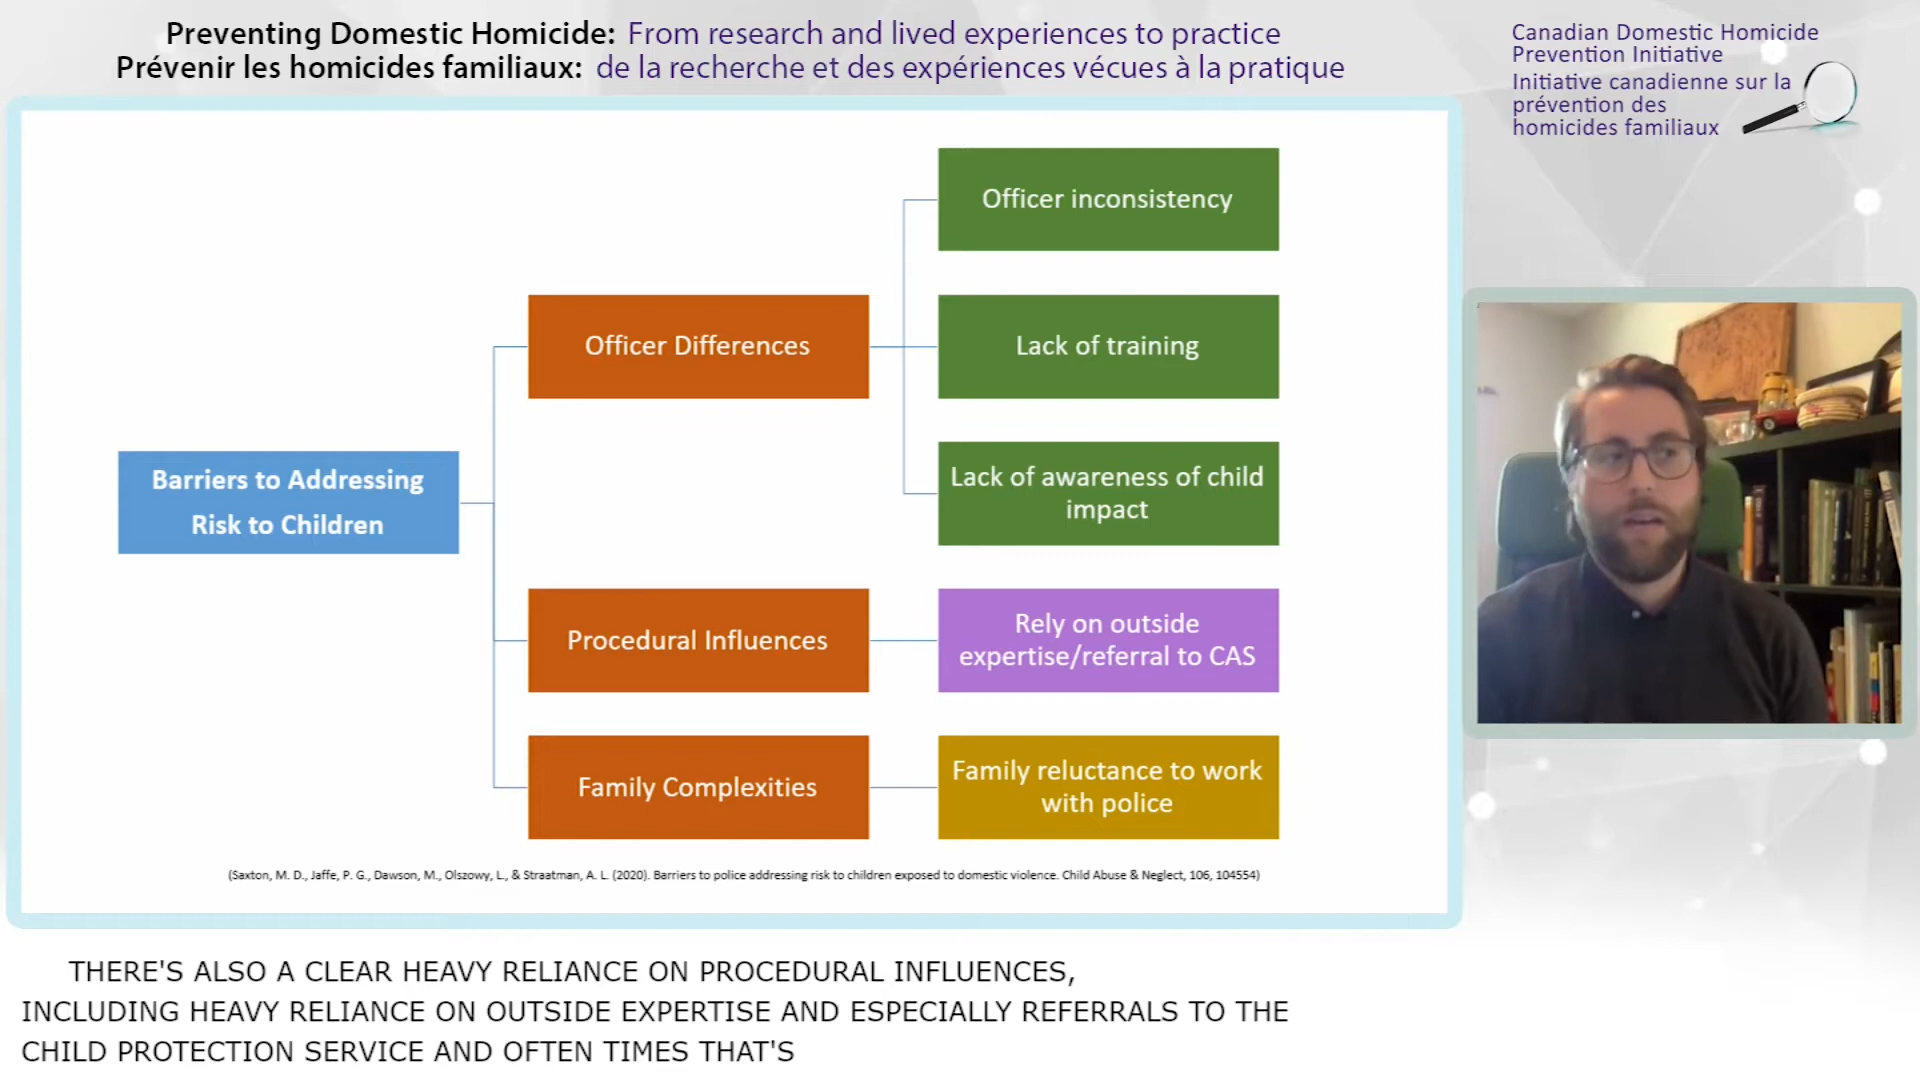 Preventing Domestic Homicide: From research and lived experiences to practice
Prévenir les homicides familiaux: de la recherche et des expériences vécues à la pratique
Canadian Domestic Homicide
Prevention Initiative
Initiative canadienne sur la
prévention des
homicides familiaux
Officer inconsistency
Officer Differences
Lack of training
Barriers to Addressing
Risk to Children
Lack of awareness of child
impact
Procedural Influences
Rely on outside
expertise/referral to CAS
Family Complexities
Family reluctance to work
with police
(Saxton, M. D., Jaffe, P. G., Dawson, M., Olszowy, L., & Straatman, A. L. (2020). Barriers to police addressing risk to children exposed to domestic violence. Child Abuse & Neglect, 106, 104554)
THERE'S ALSO A CLEAR HEAVY RELIANCE ON PROCEDURAL INFLUENCES,
INCLUDING HEAVY RELIANCE ON OUTSIDE EXPERTISE AND ESPECIALLY REFERRALS TO THE
CHILD PROTECTION SERVICE AND OFTEN TIMES THAT'S